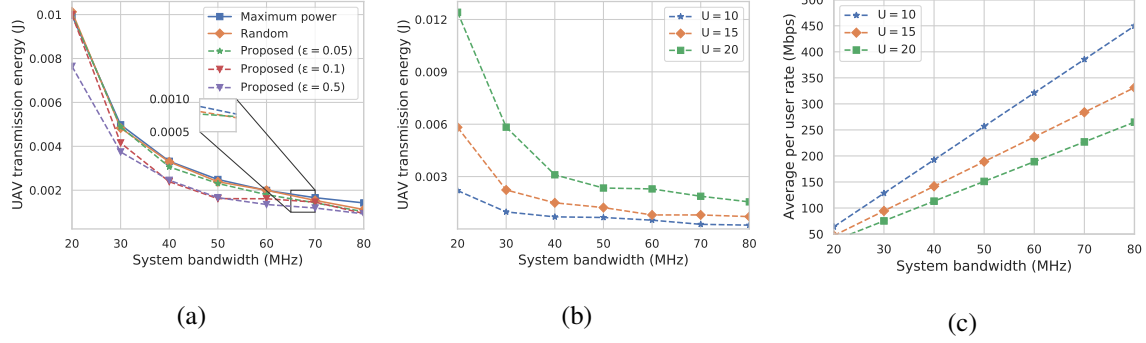 UAV transmission energy (J)
0.01
0.008
0.006
0.004
0.002
Maximum power
Random
Proposed (ε = 0.05)
Proposed (ε = 0.1)
Proposed (ε = 0.5)
0.0010
0.0005
20 30 40 50 60 70 80
System bandwidth (MHz)
(a)
UAV transmission energy (J)
0.012
0.009
0.006
0.003
U = 10
U = 15
U = 20
20 30 40 50 60 70 80
System bandwidth (MHz)
(b)
Average per user rate (Mbps)
500
450
400
350
300
250
200
150
100
50
U = 10
U = 15
U = 20
20 30 40 50 60 70 80
System bandwidth (MHz)
(c)